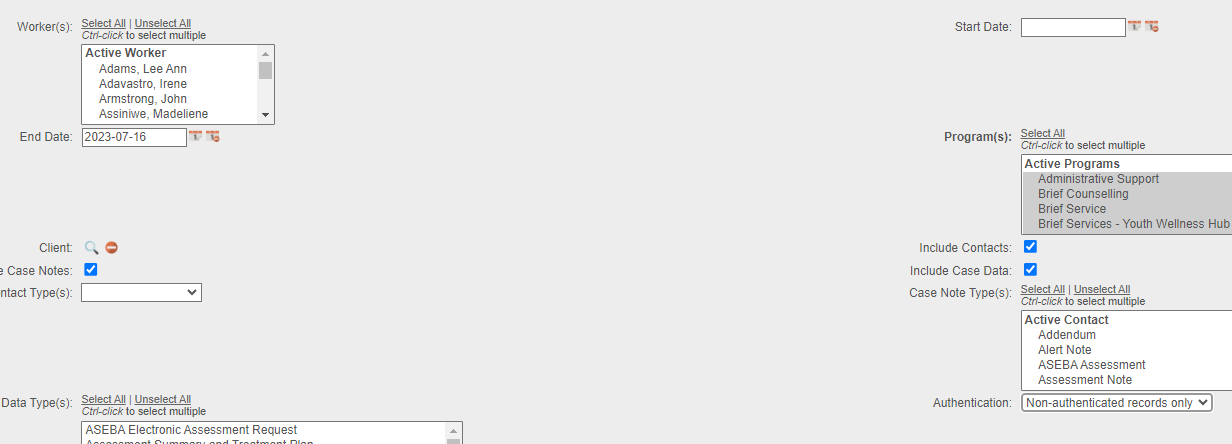 Worker(s): Select All | Unselect All
Ctrl-click to select multiple
Active Worker
Adams, Lee Ann
Adavastro, Irene
Armstrong, John
Assiniwe, Madeliene
Start Date:
End Date: 2023-07-16
Program(s): Select All
Ctrl-click to select multiple
Active Programs
Administrative Support
Brief Counselling
Brief Service
Brief Services - Youth Wellness Hub
Client:
Include Contacts:
e Case Notes:
Include Case Data:
ntact Type(s):
Case Note Type(s): Select All | Unselect All
Ctrl-click to select multiple
Active Contact
Addendum
Alert Note
ASEBA Assessment
Assessment Note
Data Type(s): Select All | Unselect All
Ctrl-click to select multiple
ASEBA Electronic Assessment Request
Assessment Summary and Treatment Plan
Authentication: Non-authenticated records only